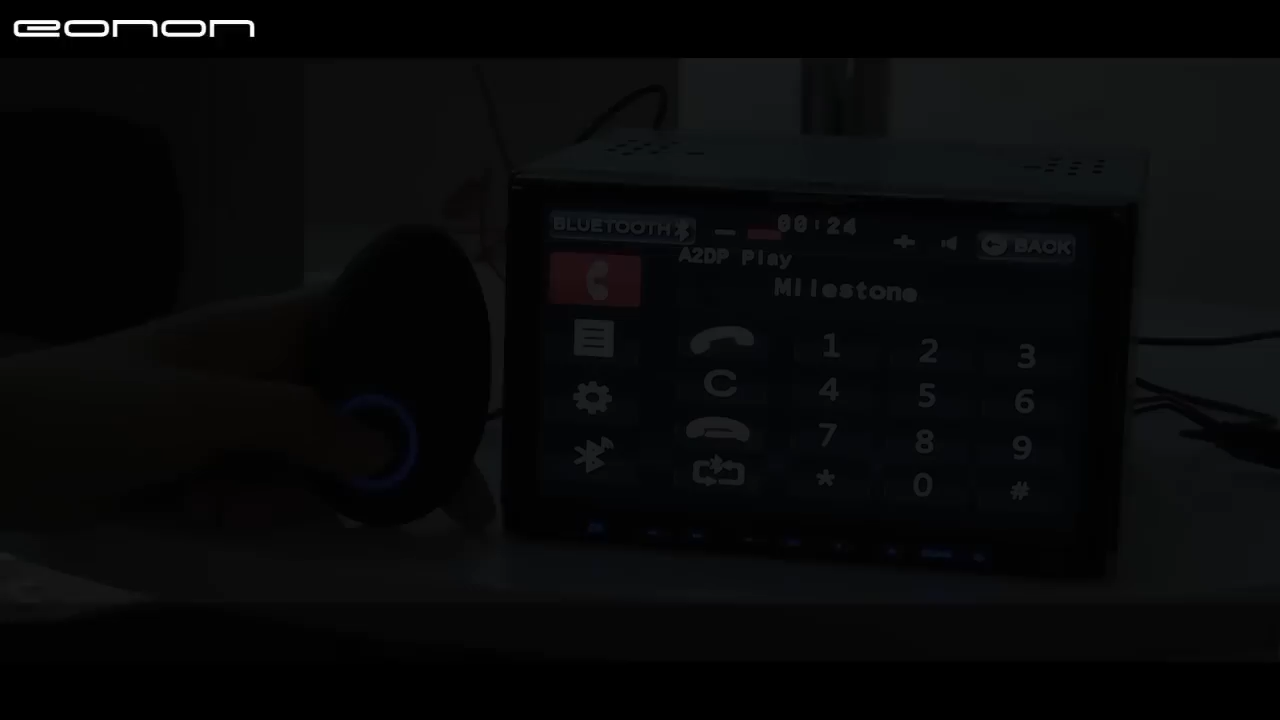 eonon
BLUETOOTH 00:24 BACK
A2DP Play
Milestone
1 2 3
C 4 5 6
7 8 9
* 0 #